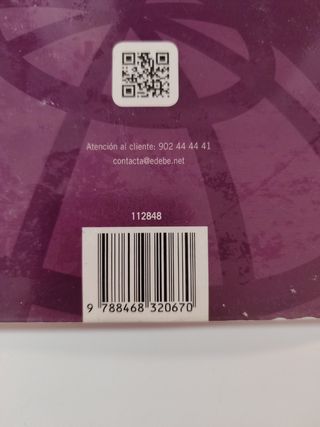 Atención al cliente: 902 44 44 41
contacta@edebe.net
112848
9 788468 320670